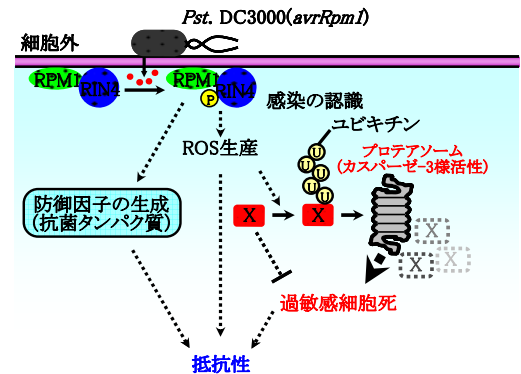 Pst. DC3000(avrRpm1)
細胞外
RPM1
RIN4
RPM1
RIN4
P
感染の認識
ユビキチン
ROS生産
U
U
U
U
U
プロテアソーム
(カスパーゼ-3様活性)
防御因子の生成
(抗菌タンパク質)
X
X
X
X
X
過敏感細胞死
抵抗性